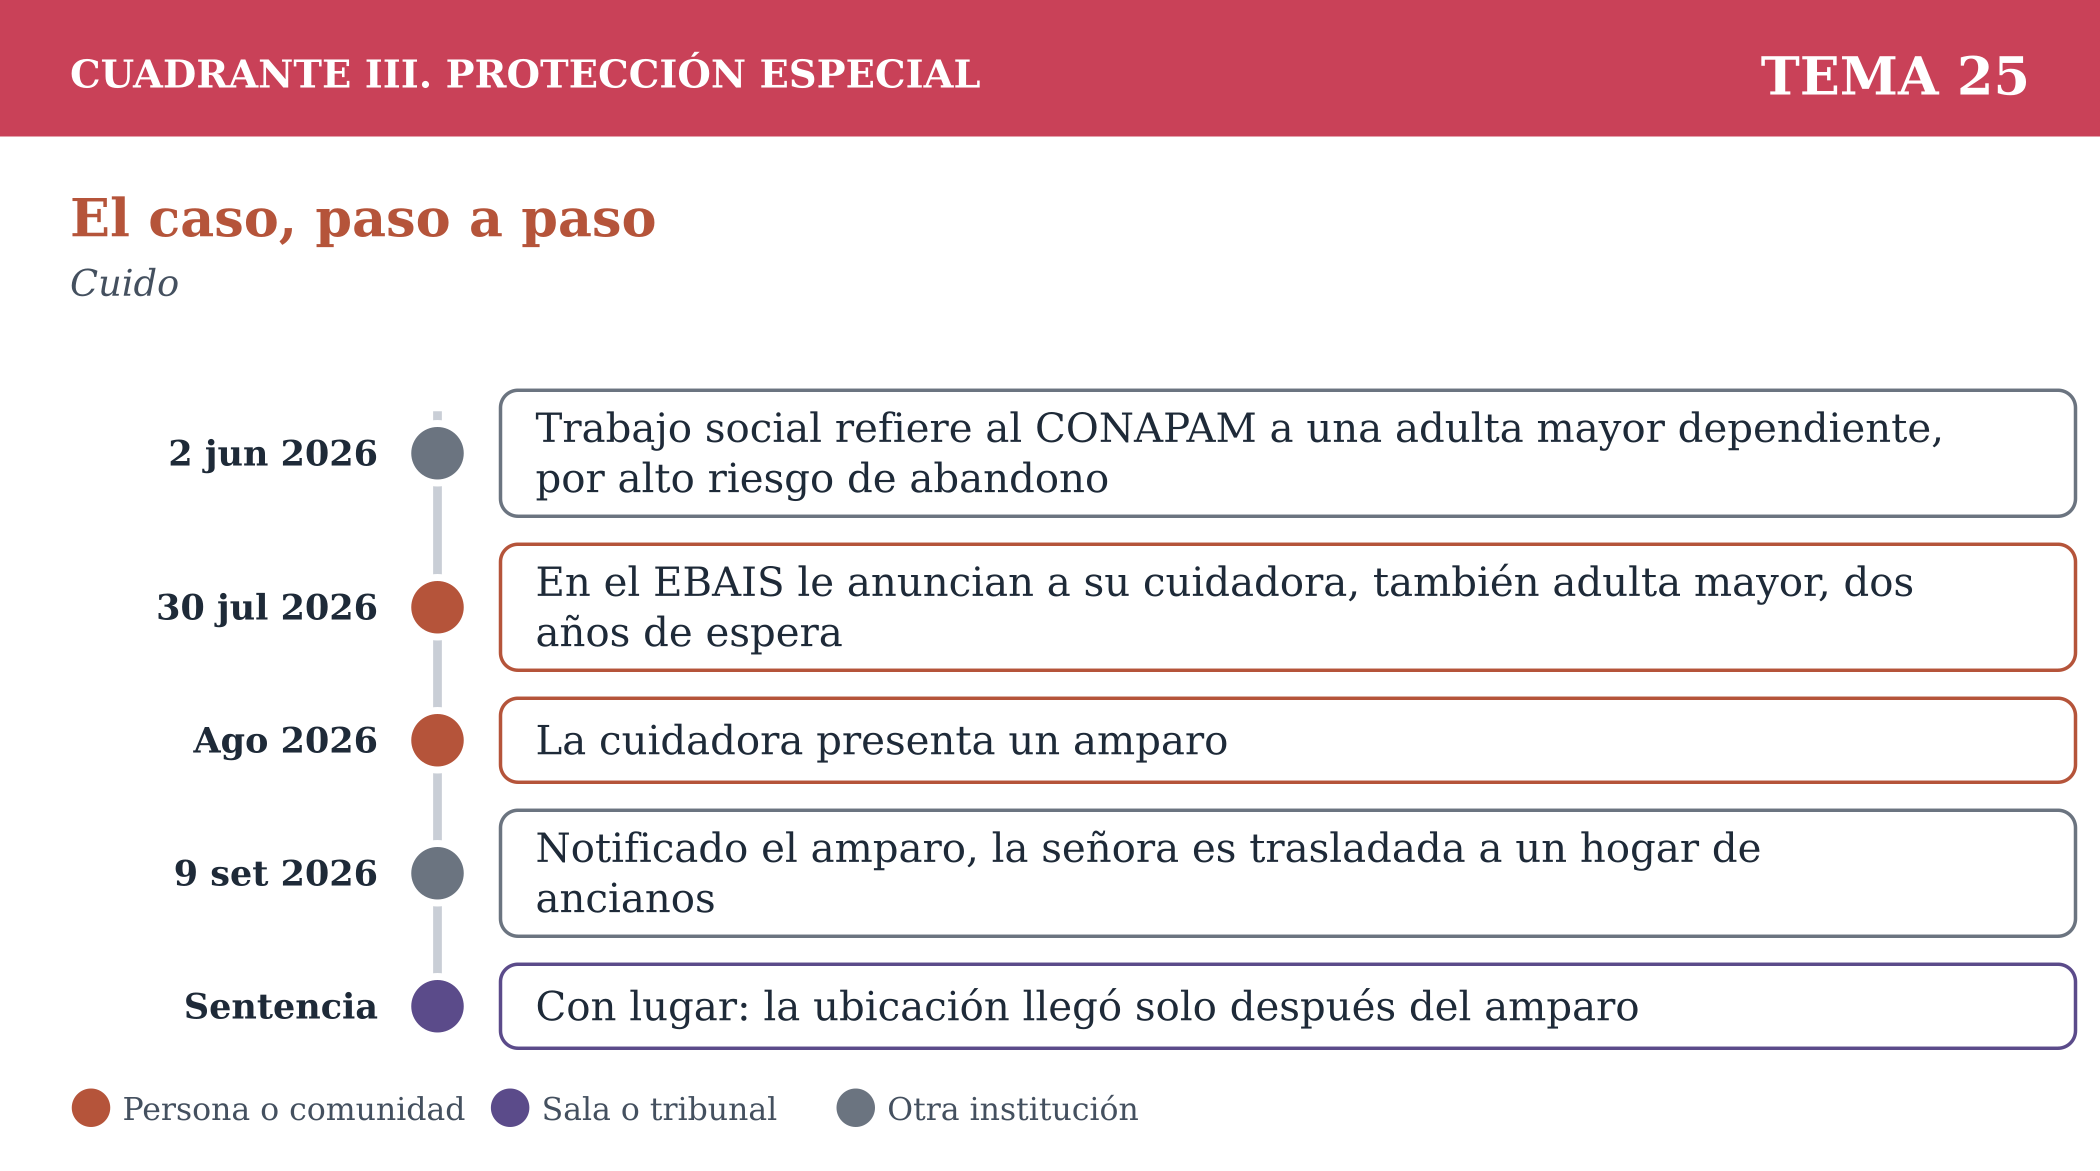 CUADRANTE III. PROTECCIÓN ESPECIAL
TEMA 25
El caso, paso a paso
Cuido
2 jun 2026
Trabajo social refiere al CONAPAM a una adulta mayor dependiente,
por alto riesgo de abandono
30 jul 2026
En el EBAIS le anuncian a su cuidadora, también adulta mayor, dos
años de espera
Ago 2026
La cuidadora presenta un amparo
9 set 2026
Notificado el amparo, la señora es trasladada a un hogar de
ancianos
Sentencia
Con lugar: la ubicación llegó solo después del amparo
Persona o comunidad
Sala o tribunal
Otra institución